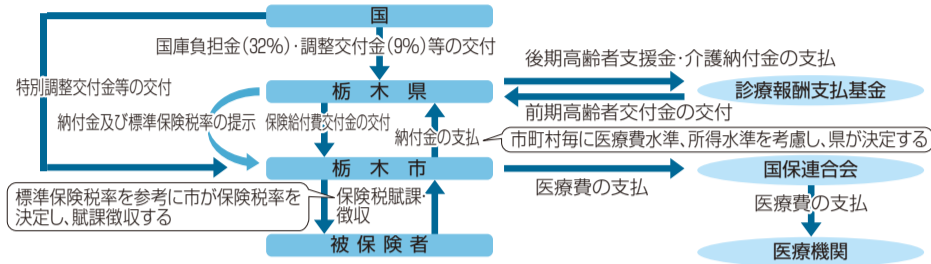 国
国庫負担金(32%)・調整交付金(9%)等の交付
特別調整交付金等の交付
栃木県
後期高齢者支援金・介護納付金の支払
診療報酬支払基金
前期高齢者交付金の交付
納付金及び標準保険税率の提示
保険給付費交付金の交付
納付金の支払
市町村毎に医療費水準、所得水準を考慮し、県が決定する
栃木市
医療費の支払
国保連合会
標準保険税率を参考に市が保険税率を
決定し、賦課徴収する
保険税賦課・
徴収
医療費の支払
被保険者
医療機関